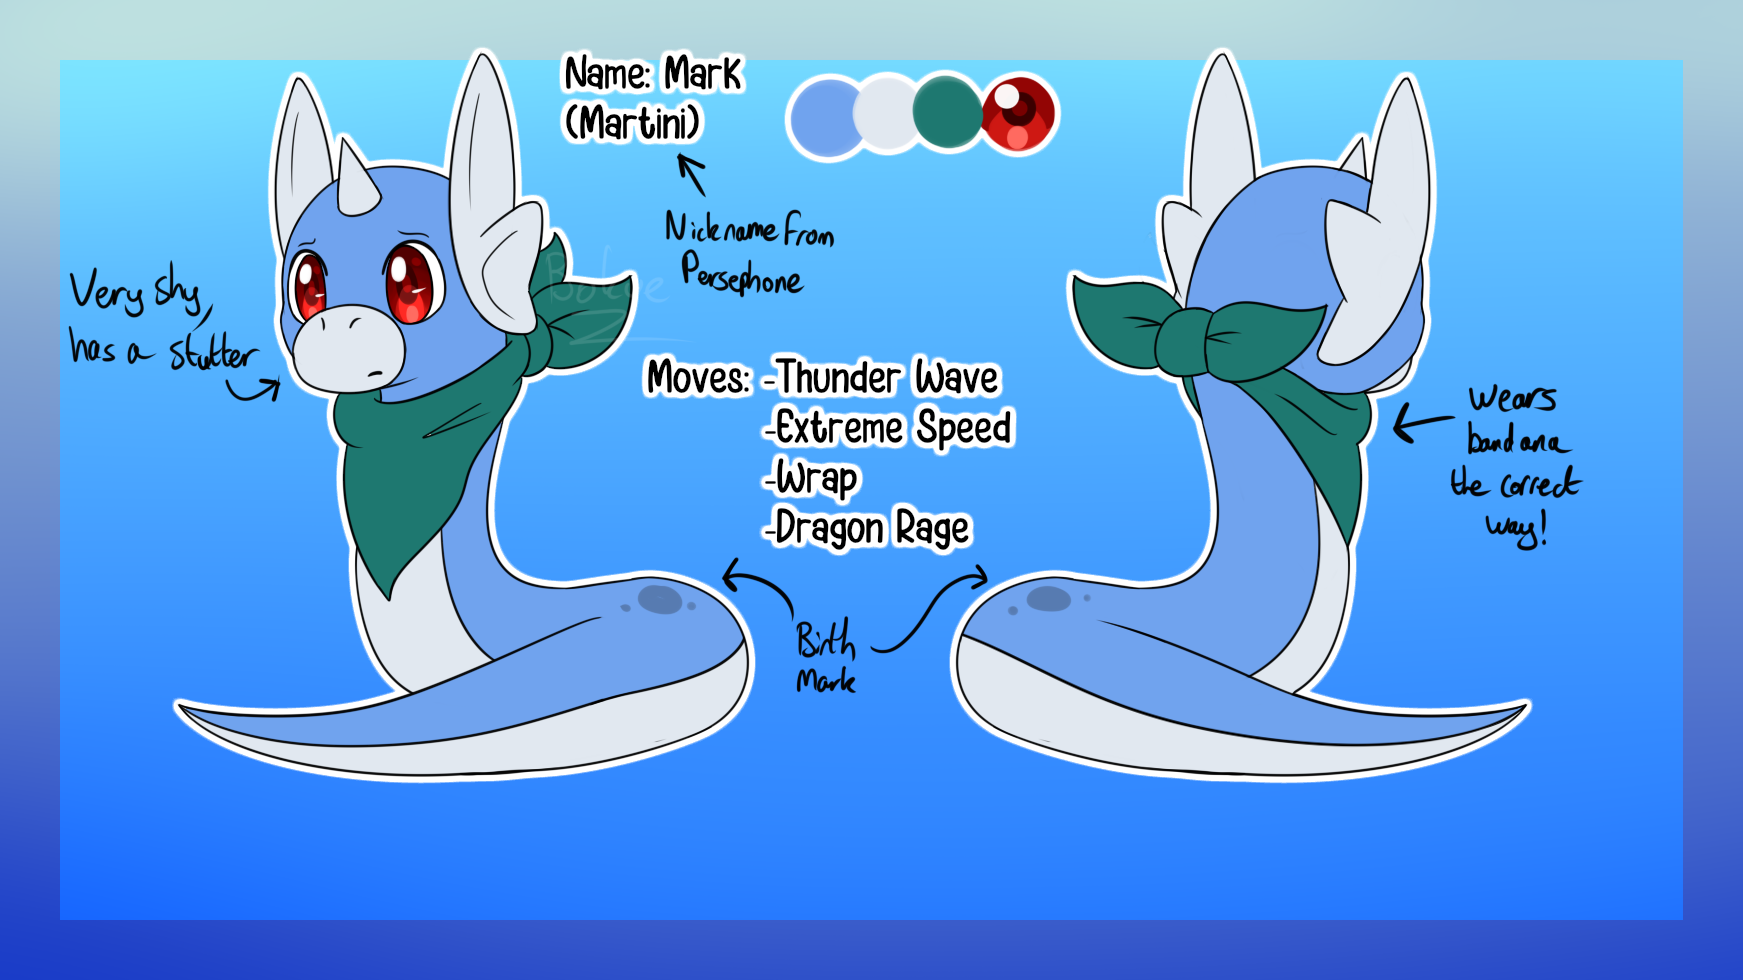 Name: Mark
(Martini)
Nickname from
Persephone
Very shy,
has a stutter
Moves: -Thunder Wave
-Extreme Speed
-Wrap
-Dragon Rage
Wears
bandana
the correct
way!
Birth
Mark